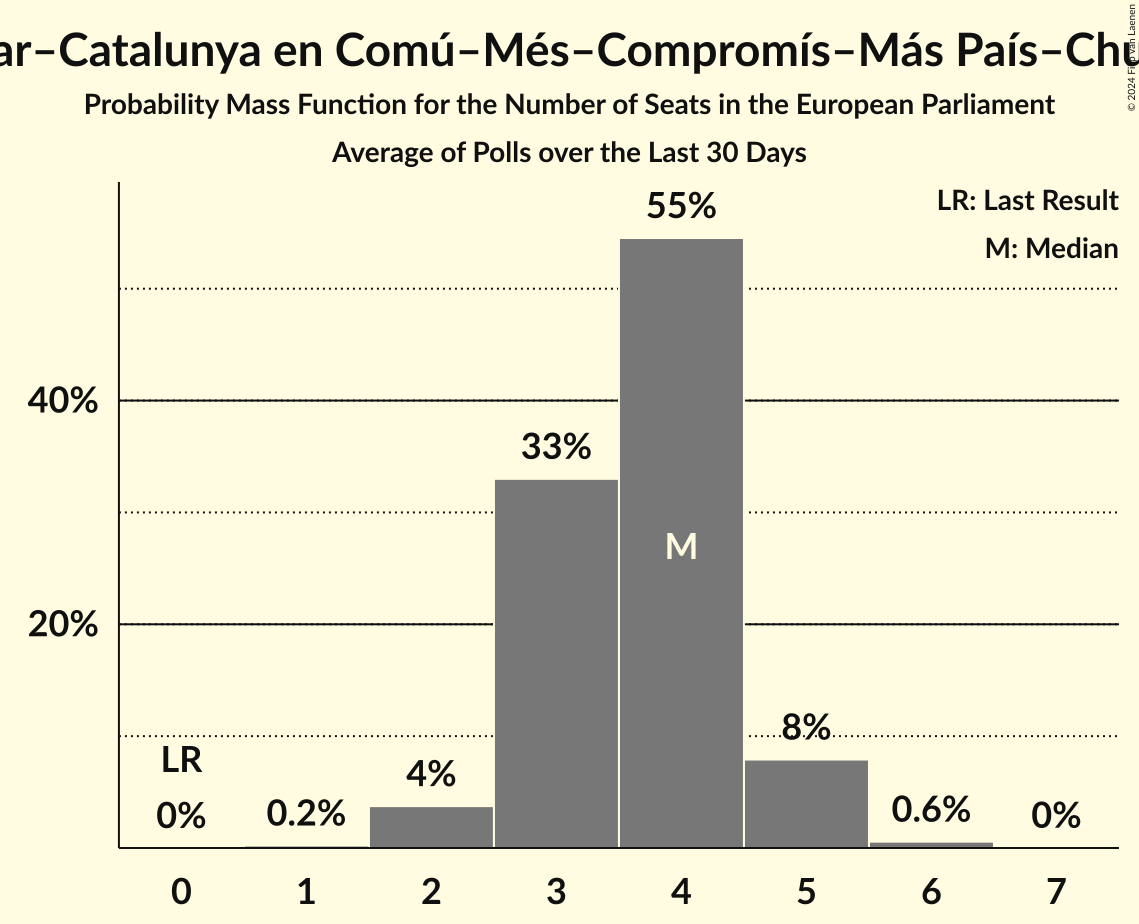 ar–Catalunya en Comú–Més–Compromís–Más País–Chu
© 2024 Filip van Laenen
Probability Mass Function for the Number of Seats in the European Parliament
Average of Polls over the Last 30 Days
LR: Last Result
M: Median
55%
40%
33%
M
20%
8%
LR
4%
0%
0.2%
0.6%
0%
0 1 2 3 4 5 6 7